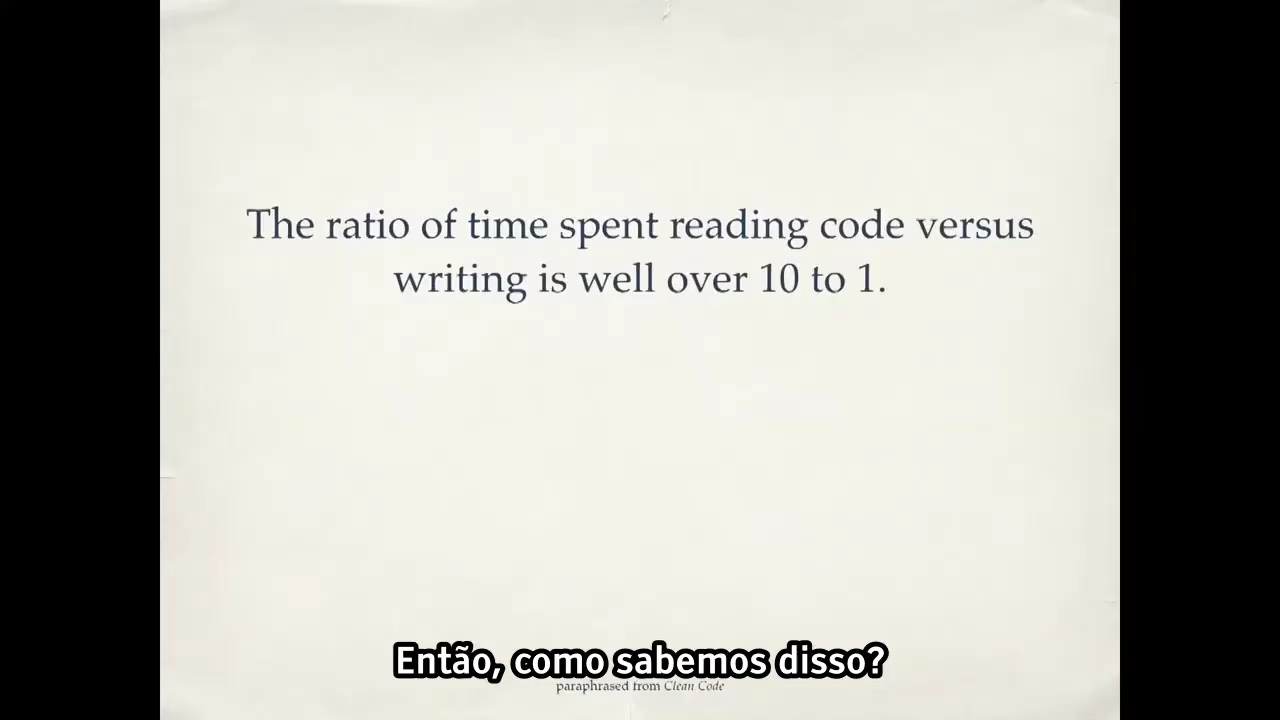 The ratio of time spent reading code versus
writing is well over 10 to 1.
Então, como sabemos disso?
paraphrased from Clean Code